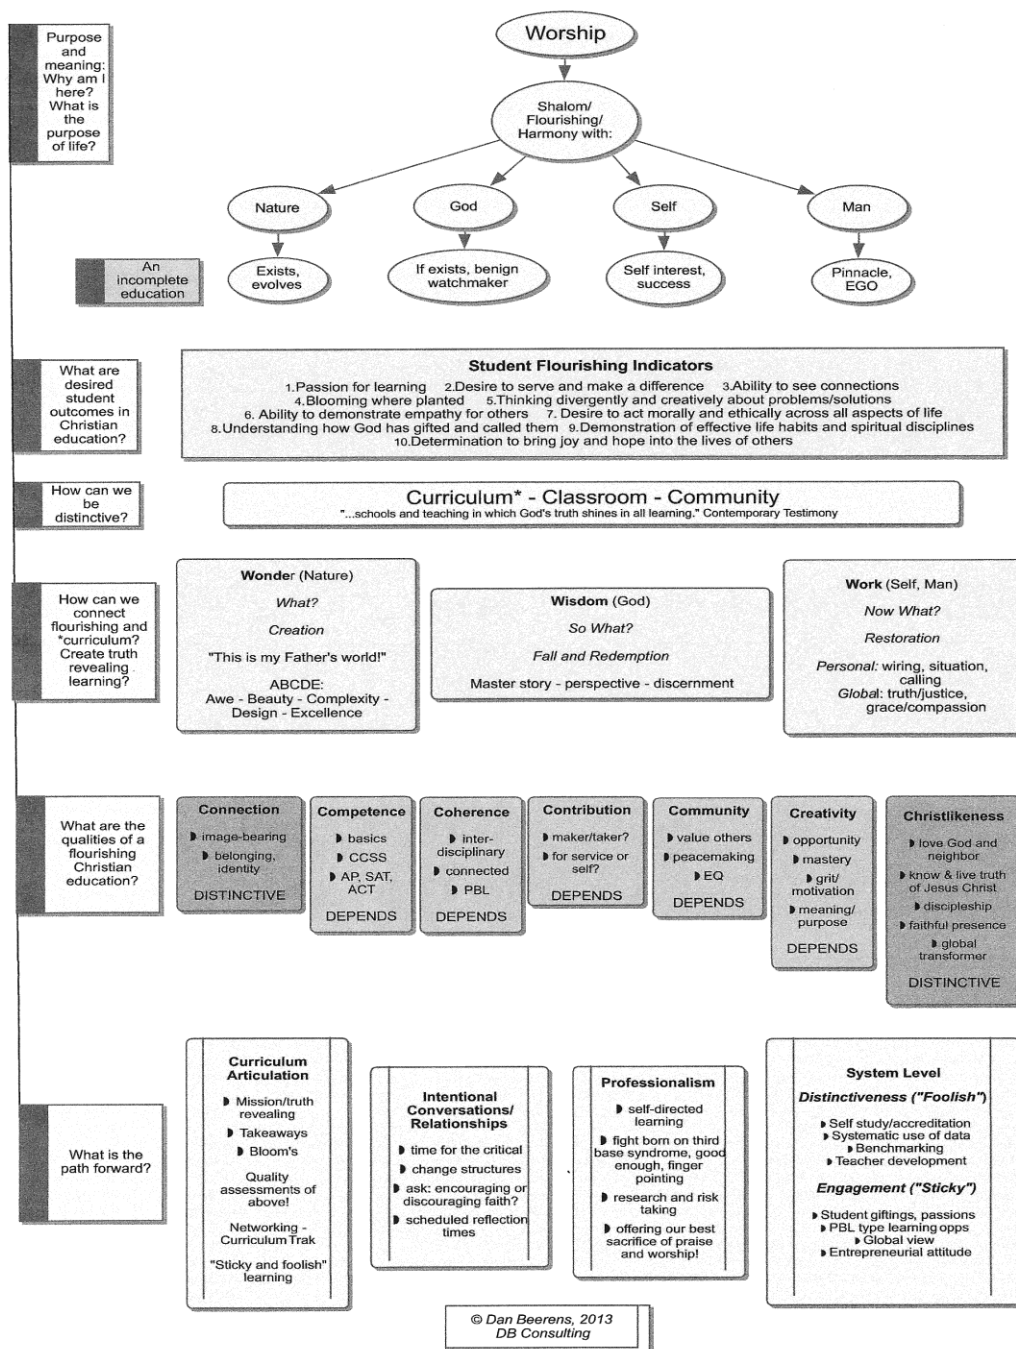 Purpose
and
meaning:
Why am I
here?
What is
the
purpose
of life?
Worship
Shalom/
Flourishing/
Harmony with:
Nature
God
Self
Man
An
incomplete
education
Exists,
evolves
If exists, benign
watchmaker
Self interest,
success
Pinnacle,
EGO
What are
desired
student
outcomes in
Christian
education?
Student Flourishing Indicators
1.Passion for learning 2.Desire to serve and make a difference 3.Ability to see connections
4.Blooming where planted 5.Thinking divergently and creatively about problems/solutions
6. Ability to demonstrate empathy for others 7. Desire to act morally and ethically across all aspects of life
8.Understanding how God has gifted and called them 9.Demonstration of effective life habits and spiritual disciplines
10.Determination to bring joy and hope into the lives of others
How can we
be
distinctive?
Curriculum* - Classroom - Community
"...schools and teaching in which God's truth shines in all learning." Contemporary Testimony
How can we
connect
flourishing and
*curriculum?
Create truth
revealing
learning?
Wonder (Nature)
What?
Creation
"This is my Father's world!"
ABCDE:
Awe - Beauty - Complexity -
Design - Excellence
Wisdom (God)
So What?
Fall and Redemption
Master story - perspective - discernment
Work (Self, Man)
Now What?
Restoration
Personal: wiring, situation,
calling
Global: truth/justice,
grace/compassion
What are the
qualities of a
flourishing
Christian
education?
Connection
image-bearing
belonging,
identity
DISTINCTIVE
Competence
basics
CCSS
AP, SAT,
ACT
DEPENDS
Coherence
inter-
disciplinary
connected
PBL
DEPENDS
Contribution
maker/taker?
for service or
self?
DEPENDS
Community
value others
peacemaking
EQ
DEPENDS
Creativity
opportunity
mastery
grit/
motivation
meaning/
purpose
DEPENDS
Christlikeness
love God and
neighbor
know & live truth
of Jesus Christ
discipleship
faithful presence
global
transformer
DISTINCTIVE
What is the
path forward?
Curriculum
Articulation
Mission/truth
revealing
Takeaways
Bloom's
Quality
assessments of
above!
Networking -
Curriculum Trak
"Sticky and foolish"
learning
Intentional
Conversations/
Relationships
time for the critical
change structures
ask: encouraging or
discouraging faith?
scheduled reflection
times
Professionalism
self-directed
learning
fight born on third
base syndrome, good
enough, finger
pointing
research and risk
taking
offering our best
sacrifice of praise
and worship!
System Level
Distinctiveness ("Foolish")
Self study/accreditation
Systematic use of data
Benchmarking
Teacher development
Engagement ("Sticky")
Student giftings, passions
PBL type learning opps
Global view
Entrepreneurial attitude
© Dan Beerens, 2013
DB Consulting